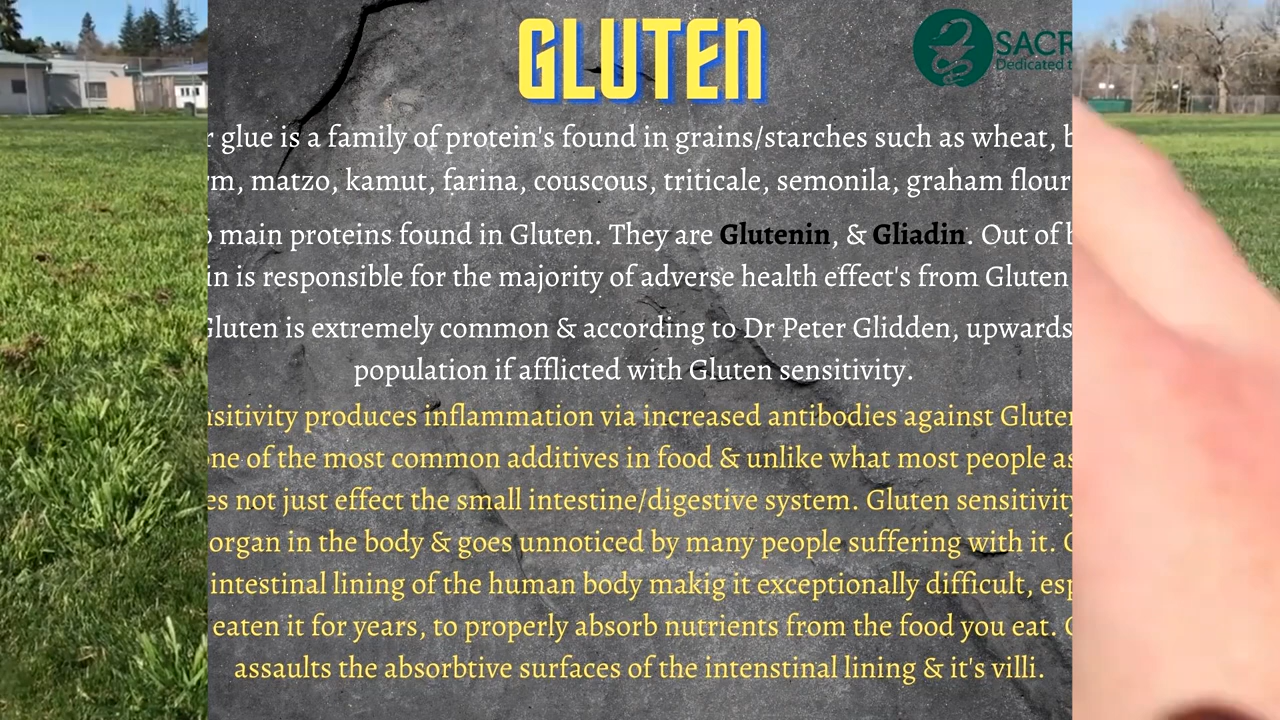 GLUTEN
SACR
Dedicated t
glue is a family of protein's found in grains/starches such as wheat,
matzo, kamut, farina, couscous, triticale, semonila; graham flour
main proteins found in Gluten. They are Glutenin, & Gliadin. Out of
in is responsible for the majority of adverse health effect's from Gluten
Gluten is extremely common & according to Dr Peter Glidden, upwards
population if afflicted with Gluten sensitivity.
nsitivity produces inflammation via increased antibodies against Gluten
one of the most common additives in food & unlike what most people as
es not just effect the small intestine/digestive system. Gluten sensitivity
organ in the body & goes unnoticed by many people suffering with it.
intestinal lining of the human body makig it exceptionally difficult, esp
eaten it for years, to properly absorb nutrients from the food you eat.
assaults the absorbtive surfaces of the intenstinal lining & it's villi.